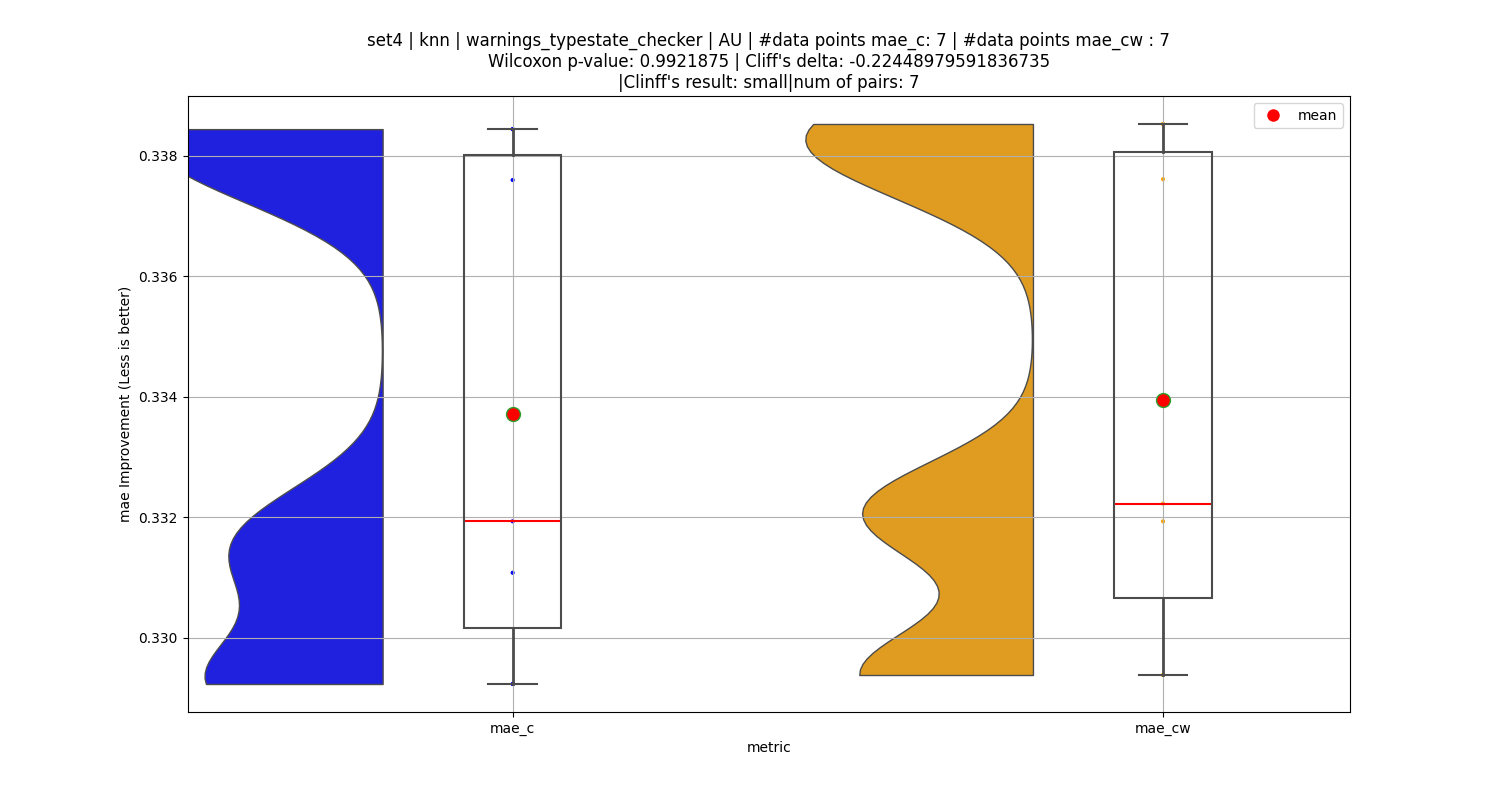 set4 | knn | warnings_typestate_checker | AU | #data points mae_c: 7 | #data points mae_cw : 7
Wilcoxon p-value: 0.9921875 | Cliff's delta: -0.22448979591836735
|Clinff's result: small|num of pairs: 7
mean
0.338
0.336
0.334
0.332
0.330
mae Improvement (Less is better)
mae_c
mae_cw
metric